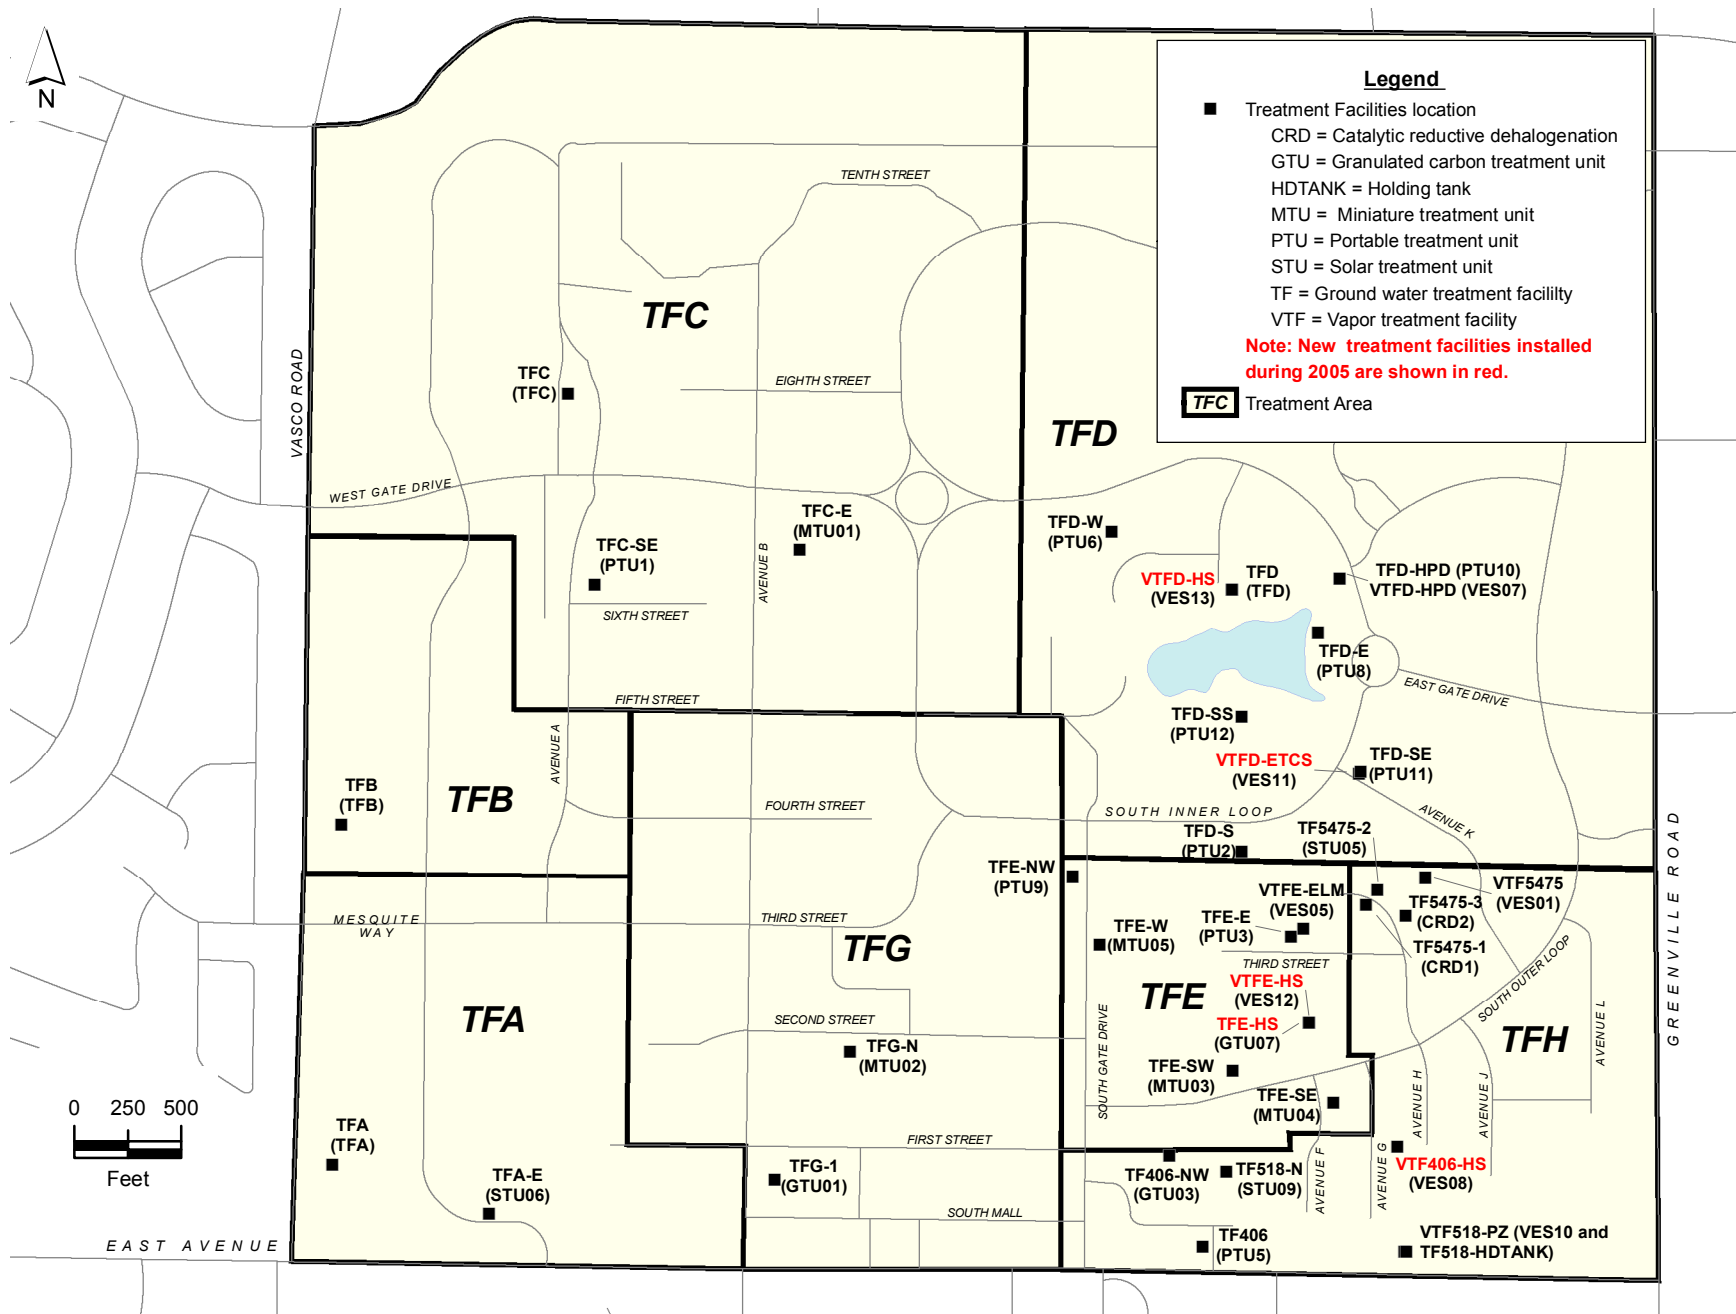 N
Legend
Treatment Facilities location
CRD = Catalytic reductive dehalogenation
GTU = Granulated carbon treatment unit
HDTANK = Holding tank
MTU = Miniature treatment unit
PTU = Portable treatment unit
STU = Solar treatment unit
TF = Ground water treatment facililty
VTF = Vapor treatment facility
Note: New treatment facilities installed
during 2005 are shown in red.
TFC Treatment Area
TENTH STREET
TFC
VASCO ROAD
TFC
(TFC)
EIGHTH STREET
TFD
WEST GATE DRIVE
TFC-E
(MTU01)
TFD-W
(PTU6)
TFC-SE
(PTU1)
AVENUE B
VTFD-HS
(VES13)
TFD
(TFD)
TFD-HPD (PTU10)
VTFD-HPD (VES07)
SIXTH STREET
TFD-E
(PTU8)
FIFTH STREET
EAST GATE DRIVE
TFD-SS
(PTU12)
AVENUE A
VTFD-ETCS
(VES11)
TFD-SE
(PTU11)
TFB
(TFB)
TFB
FOURTH STREET
SOUTH INNER LOOP
AVENUE K
GREENVILLE ROAD
TFD-S
(PTU2)
TF5475-2
(STU05)
TFE-NW
(PTU9)
VTFE-ELM
(VES05)
VTF5475
(VES01)
TF5475-3
(CRD2)
MESQUITE
WAY
THIRD STREET
TFG
TFE-W
(MTU05)
TFE-E
(PTU3)
TF5475-1
(CRD1)
THIRD STREET
SOUTH OUTER LOOP
VTFE-HS
(VES12)
TFE
TFA
SECOND STREET
TFE-HS
(GTU07)
TFH
AVENUE L
TFG-N
(MTU02)
SOUTH GATE DRIVE
TFE-SW
(MTU03)
TFE-SE
(MTU04)
AVENUE H
AVENUE J
0 250 500
Feet
TFA
(TFA)
FIRST STREET
TFA-E
(STU06)
TFG-1
(GTU01)
TF406-NW
(GTU03)
TF518-N
(STU09)
AVENUE F
AVENUE G
VTF406-HS
(VES08)
SOUTH MALL
EAST AVENUE
TF406
(PTU5)
VTF518-PZ (VES10 and
TF518-HDTANK)